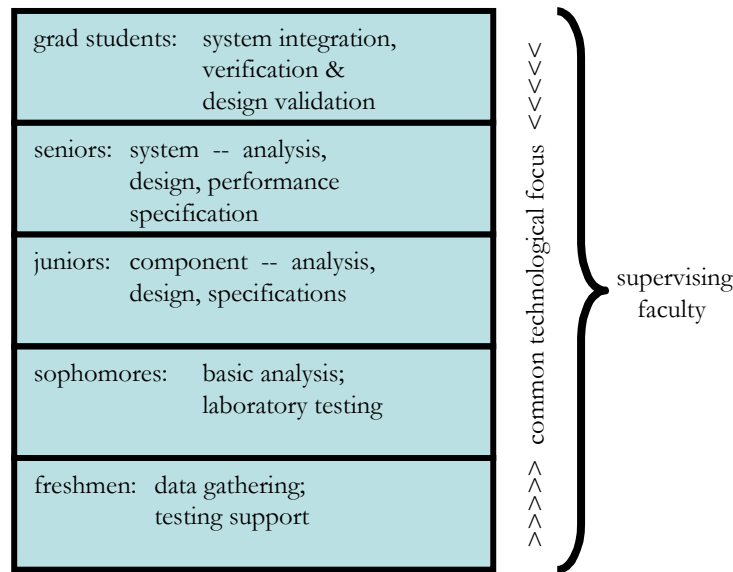 grad students: system integration,
verification &
design validation
seniors: system -- analysis,
design, performance
specification
juniors: component -- analysis,
design, specifications
sophomores: basic analysis;
laboratory testing
freshmen: data gathering;
testing support
>>>>> common technological focus <<<<<
supervising
faculty